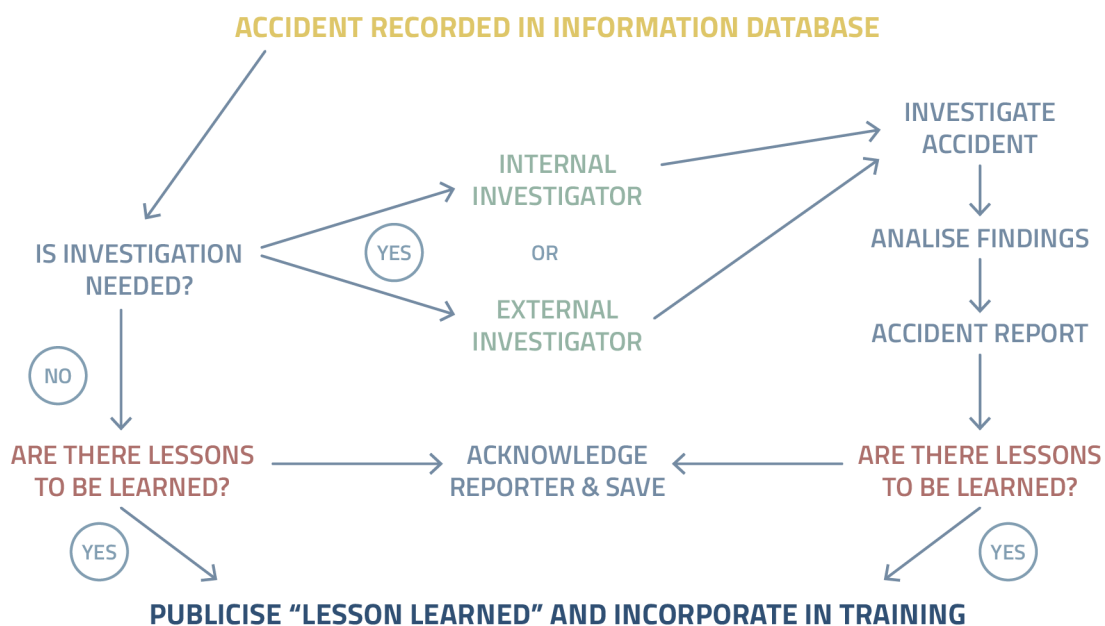 ACCIDENT RECORDED IN INFORMATION DATABASE
INVESTIGATE
ACCIDENT
INTERNAL
INVESTIGATOR
IS INVESTIGATION
NEEDED?
YES
OR
ANALISE FINDINGS
EXTERNAL
INVESTIGATOR
ACCIDENT REPORT
NO
ARE THERE LESSONS
TO BE LEARNED?
ACKNOWLEDGE
REPORTER & SAVE
ARE THERE LESSONS
TO BE LEARNED?
YES
YES
PUBLICISE “LESSON LEARNED” AND INCORPORATE IN TRAINING